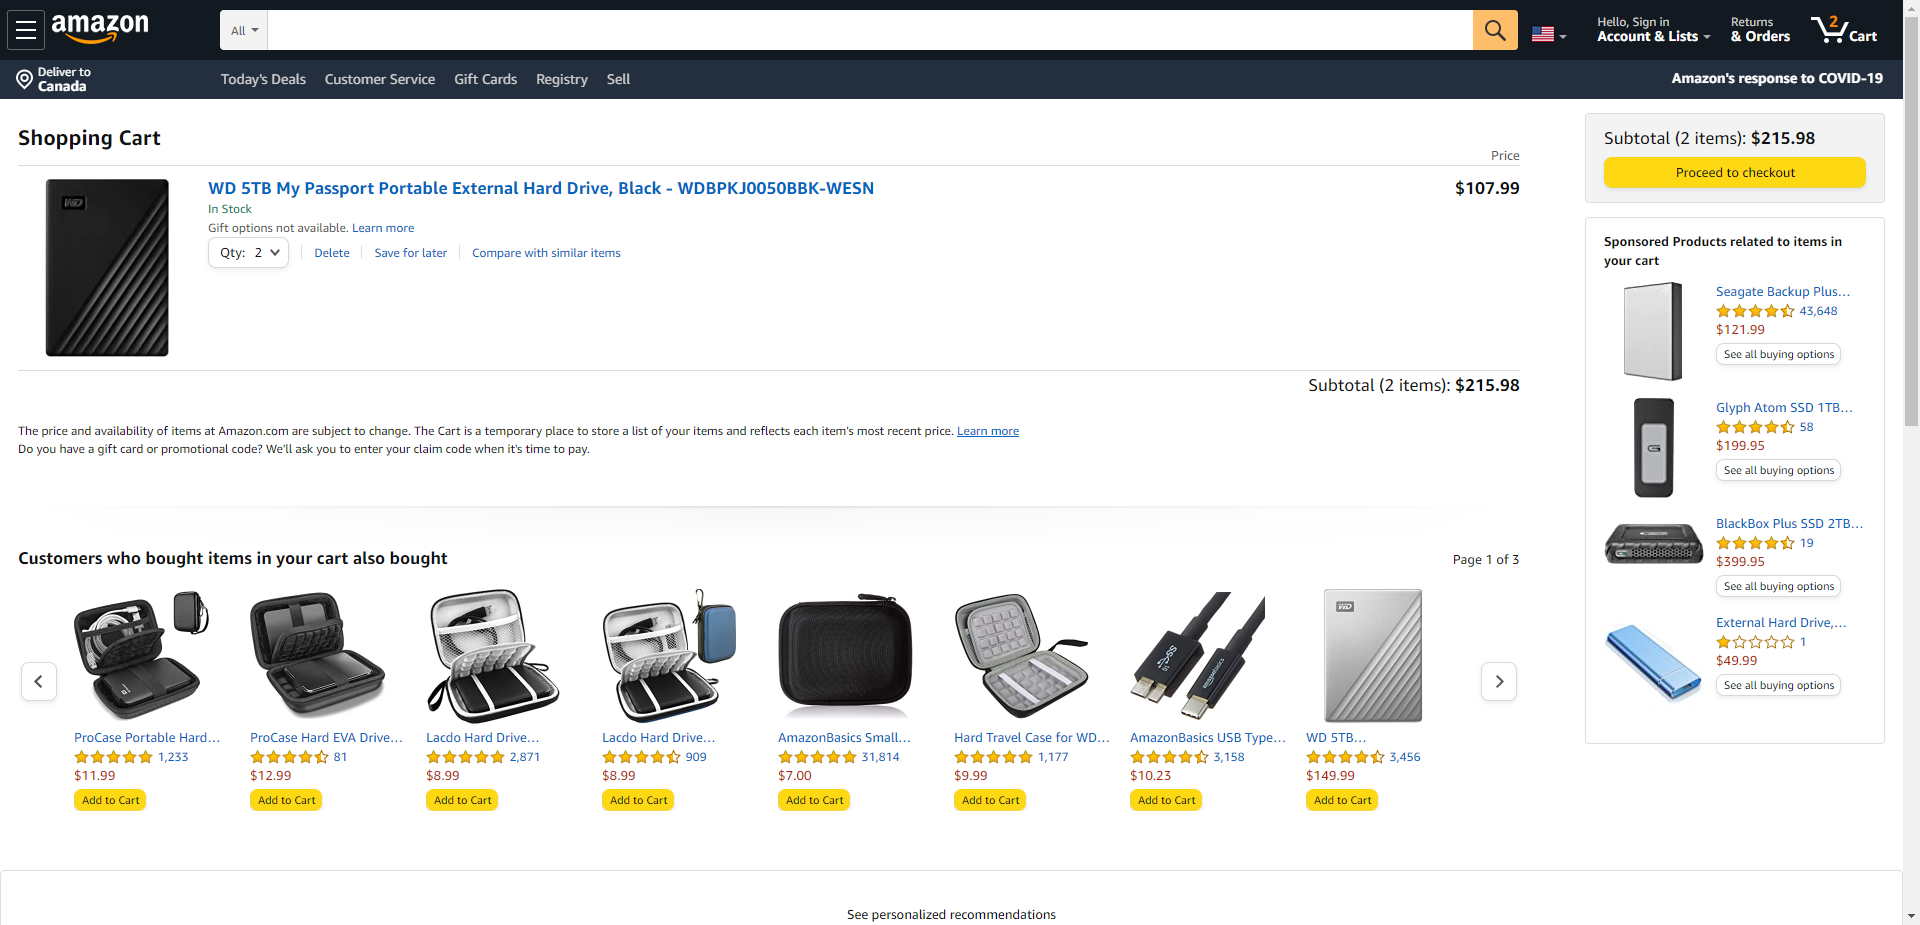 amazon
All
Hello, Sign in
Account & Lists
Returns
& Orders
2
Cart
Deliver to
Canada
Today's Deals
Customer Service
Gift Cards
Registry
Sell
Amazon's response to COVID-19
Shopping Cart
Price
WD
WD 5TB My Passport Portable External Hard Drive, Black - WDBPKJ0050BBK-WESN
$107.99
In Stock
Gift options not available. Learn more
Qty: 2
Delete
Save for later
Compare with similar items
Subtotal (2 items): $215.98
The price and availability of items at Amazon.com are subject to change. The Cart is a temporary place to store a list of your items and reflects each item's most recent price. Learn more
Do you have a gift card or promotional code? We'll ask you to enter your claim code when it's time to pay.
Subtotal (2 items): $215.98
Proceed to checkout
Sponsored Products related to items in
your cart
Seagate Backup Plus...
43,648
$121.99
See all buying options
Glyph Atom SSD 1TB...
58
$199.95
See all buying options
BlackBox Plus SSD 2TB...
19
$399.95
See all buying options
External Hard Drive,...
1
$49.99
See all buying options
Customers who bought items in your cart also bought
Page 1 of 3
ProCase Portable Hard...
1,233
$11.99
Add to Cart
ProCase Hard EVA Drive...
81
$12.99
Add to Cart
Lacdo Hard Drive...
2,871
$8.99
Add to Cart
Lacdo Hard Drive...
909
$8.99
Add to Cart
AmazonBasics Small...
31,814
$7.00
Add to Cart
Hard Travel Case for WD...
1,177
$9.99
Add to Cart
SS 10
amazonbasics
AmazonBasics USB Type...
3,158
$10.23
Add to Cart
WD
WD 5TB...
3,456
$149.99
Add to Cart
See personalized recommendations